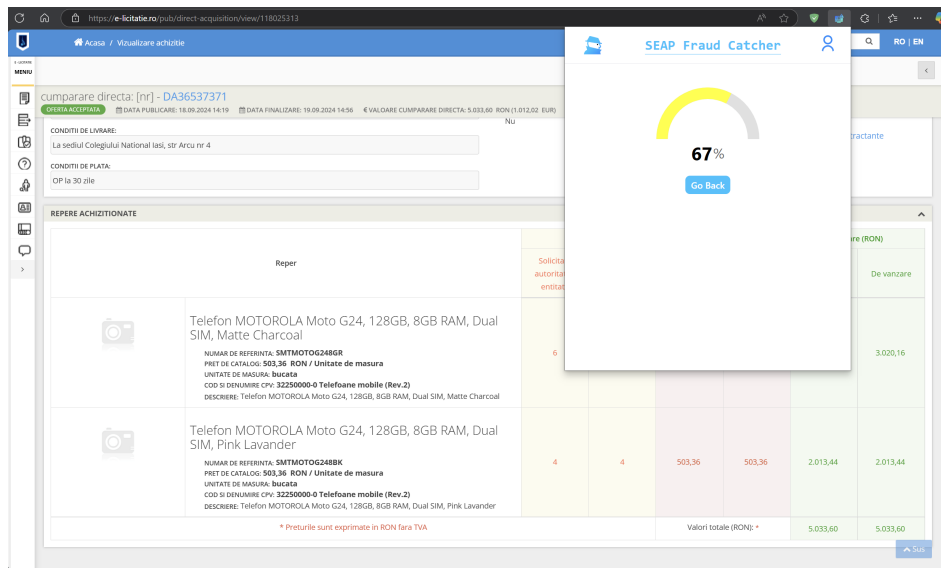 https://e-licitatie.ro/pub/direct-acquisition/view/118025313
Acasa / Vizualizare achizitie
RO | EN
SEAP Fraud Catcher
67%
Go Back
E-LICITATIE
MENIU
cumparare directa: [nr] - DA36537371
OFERTA ACCEPTATA DATA PUBLICARE: 18.09.2024 14:19 DATA FINALIZARE: 19.09.2024 14:56 € VALOARE CUMPARARE DIRECTA: 5.033,60 RON (1.012,02 EUR)
Nu
CONDITII DE LIVRARE:
La sediul Colegiului National Iasi, str Arcu nr 4
ractante
CONDITII DE PLATA:
OP la 30 zile
REPERE ACHIZITIONATE
re (RON)
Reper
Solicita
autorita
entitat
De vanzare
Telefon MOTOROLA Moto G24, 128GB, 8GB RAM, Dual
SIM, Matte Charcoal
NUMAR DE REFERINTA: SMTMOTOG248GR
PRET DE CATALOG: 503,36 RON / Unitate de masura
UNITATE DE MASURA: bucata
COD SI DENUMIRE CPV: 32250000-0 Telefoane mobile (Rev.2)
DESCRIERE: Telefon MOTOROLA Moto G24, 128GB, 8GB RAM, Dual SIM, Matte Charcoal
6
3.020,16
Telefon MOTOROLA Moto G24, 128GB, 8GB RAM, Dual
SIM, Pink Lavander
NUMAR DE REFERINTA: SMTMOTOG248BK
PRET DE CATALOG: 503,36 RON / Unitate de masura
UNITATE DE MASURA: bucata
COD SI DENUMIRE CPV: 32250000-0 Telefoane mobile (Rev.2)
DESCRIERE: Telefon MOTOROLA Moto G24, 128GB, 8GB RAM, Dual SIM, Pink Lavander
4 4 503,36 503,36 2.013,44 2.013,44
* Preturile sunt exprimate in RON fara TVA
Valori totale (RON): * 5.033,60 5.033,60
Sus